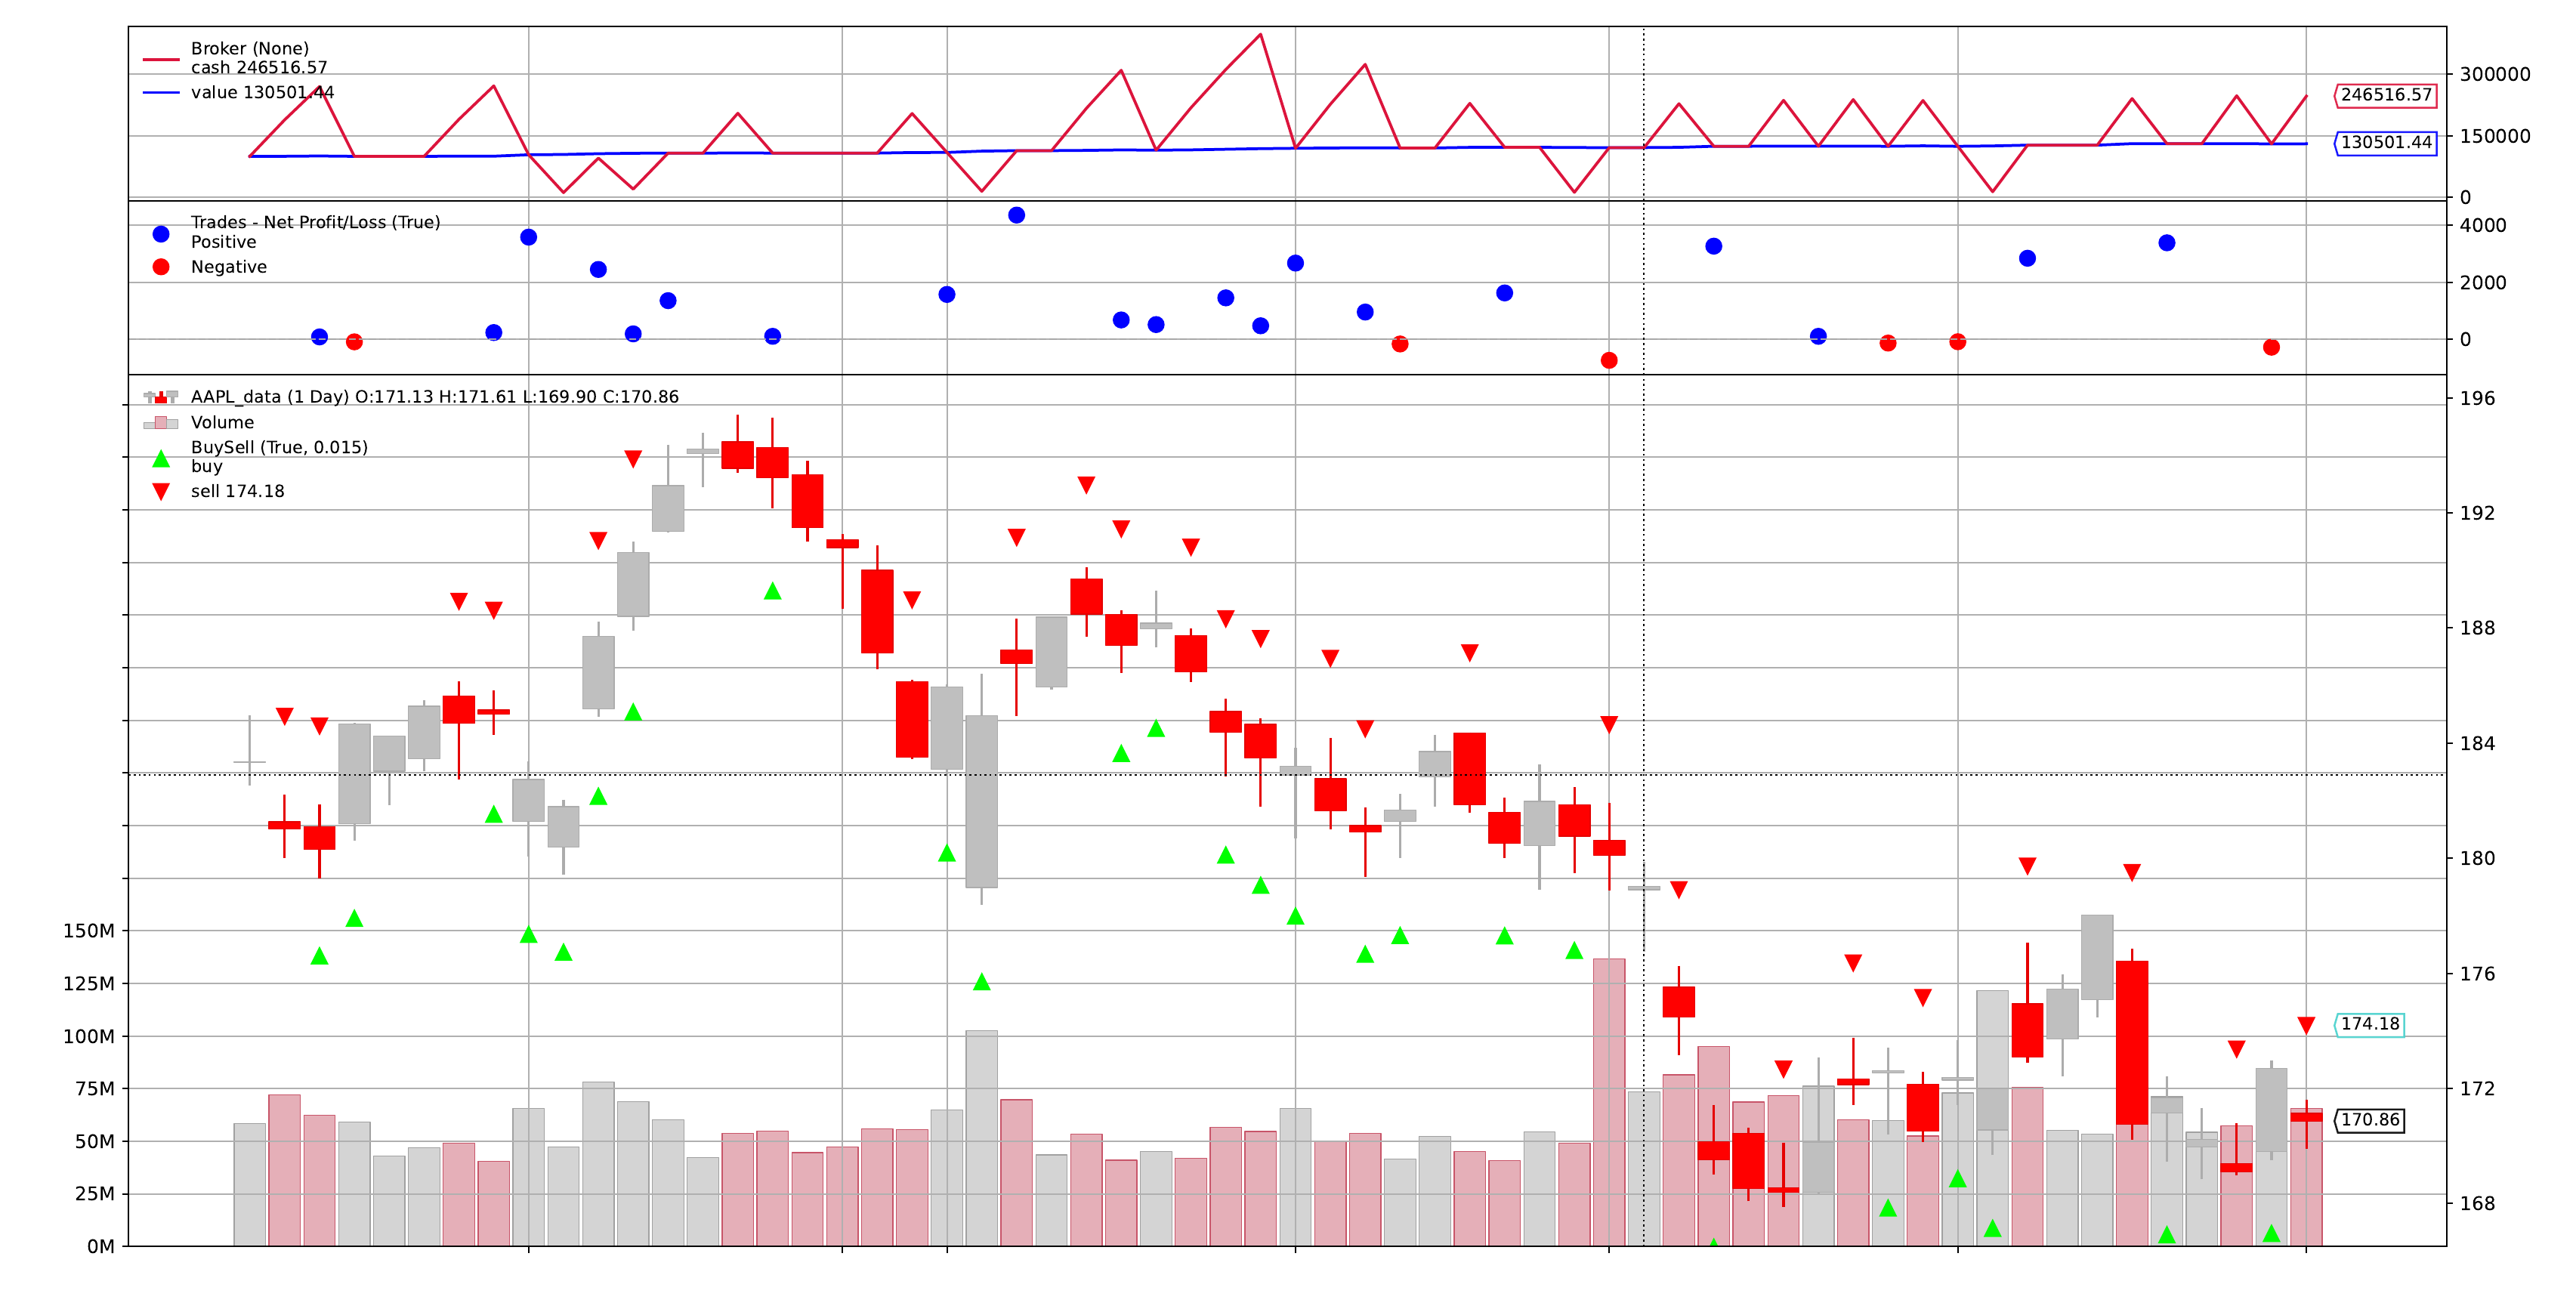 Broker (None)
cash 246516.57
value 130501.44
300000
246516.57
150000
130501.44
0
Trades - Net Profit/Loss (True)
Positive
Negative
4000
2000
0
AAPL_data (1 Day) O:171.13 H:171.61 L:169.90 C:170.86
Volume
BuySell (True, 0.015)
buy
sell 174.18
196
192
188
184
180
176
174.18
172
170.86
168
150M
125M
100M
75M
50M
25M
0M